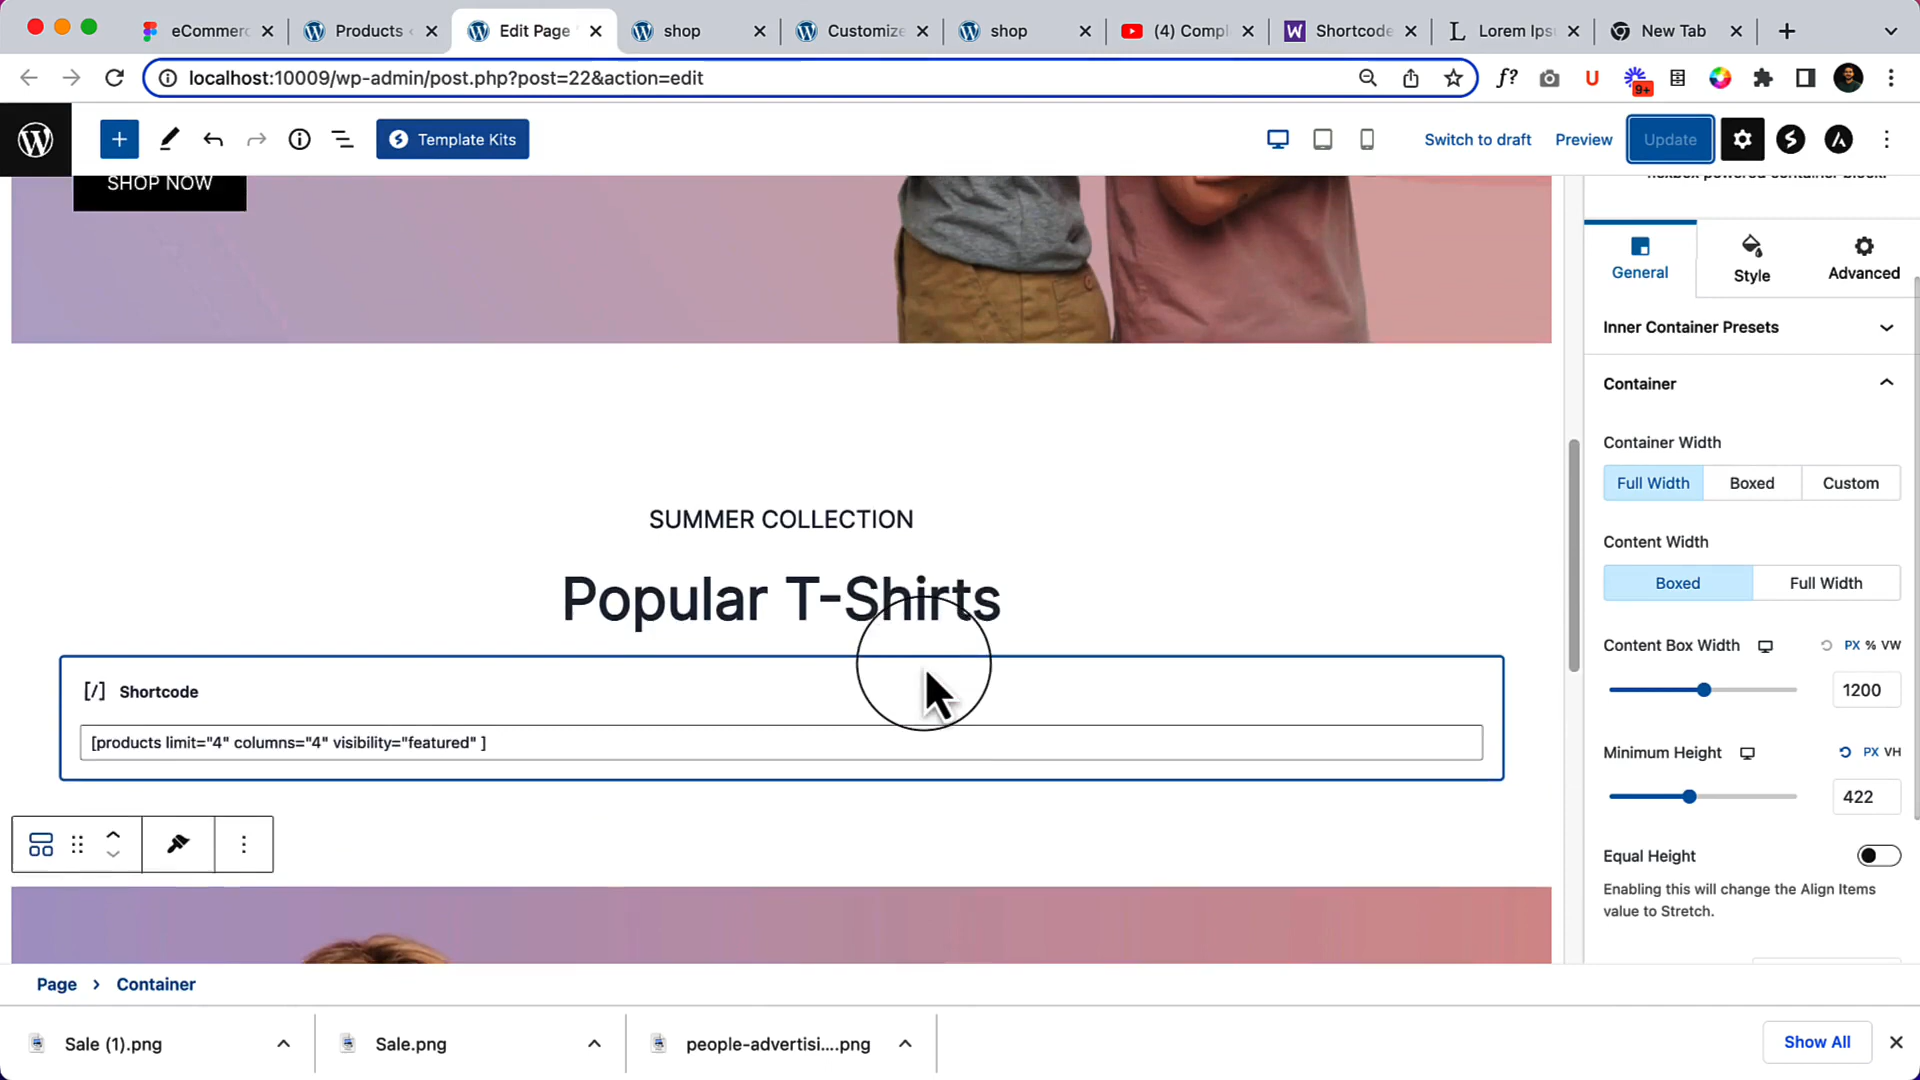 eCommerc
Products
Edit Page
shop
Customize
shop
(4) Compl
Shortcode
Lorem Ips
New Tab
localhost:10009/wp-admin/post.php?post=22&action=edit
f?
U
9+
Template Kits
Switch to draft
Preview
Update
SHOP NOW
flexbox powered container block.
General
Style
Advanced
Inner Container Presets
Container
Container Width
Full Width
Boxed
Custom
Content Width
Boxed
Full Width
Content Box Width
PX % VW
1200
Minimum Height
PX VH
422
Equal Height
Enabling this will change the Align Items
value to Stretch.
SUMMER COLLECTION
Popular T-Shirts
[/] Shortcode
[products limit="4" columns="4" visibility="featured" ]
Page > Container
Sale (1).png
Sale.png
people-advertisi....png
Show All